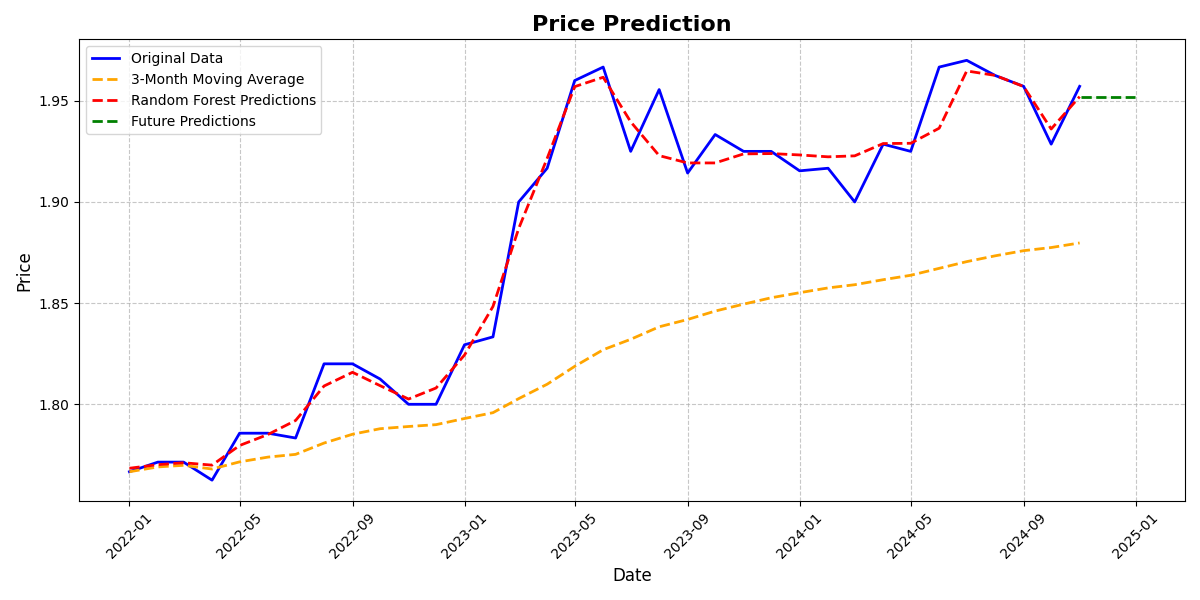 Price Prediction
Original Data
3-Month Moving Average
Random Forest Predictions
Future Predictions
Price
1.95
1.90
1.85
1.80
2022-01
2022-05
2022-09
2023-01
2023-05
2023-09
2024-01
2024-05
2024-09
2025-01
Date